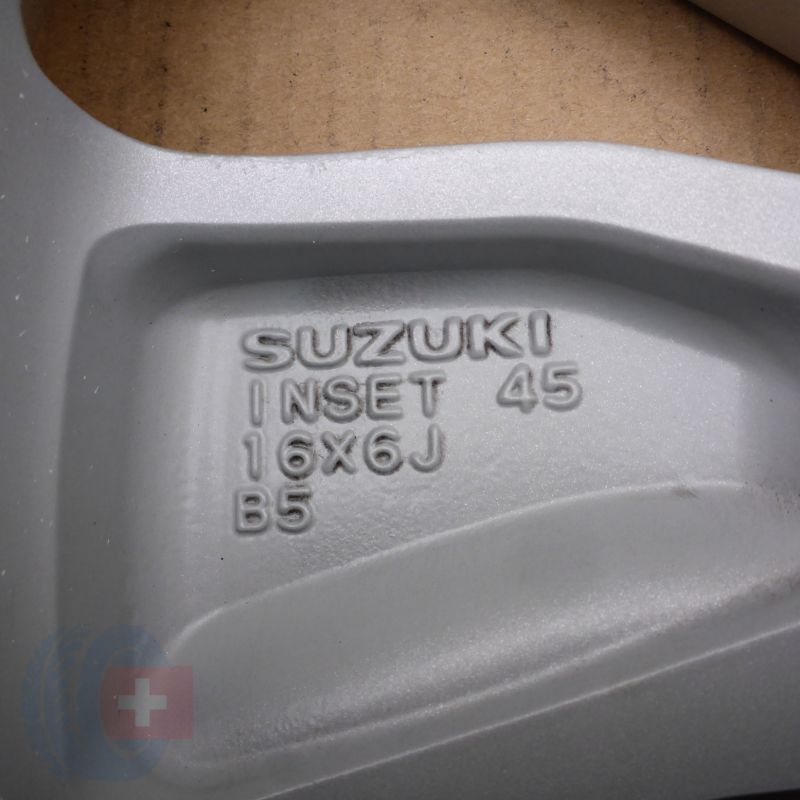 SUZUKI
INSET 45
16X6J
B5